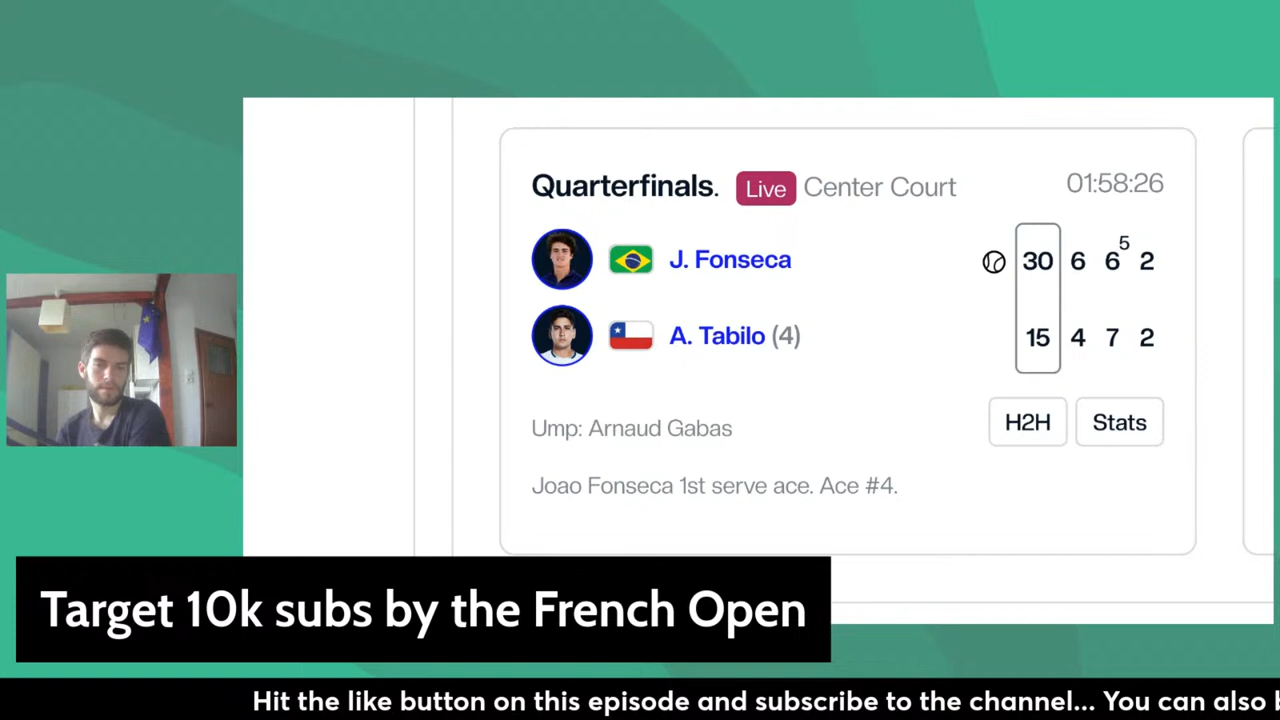 Quarterfinals. Live Center Court 01:58:26
J. Fonseca 30 6 6 5 2
A. Tabilo (4) 15 4 7 2
Ump: Arnaud Gabas H2H Stats
Joao Fonseca 1st serve ace. Ace #4.
Target 10k subs by the French Open
Hit the like button on this episode and subscribe to the channel... You can also